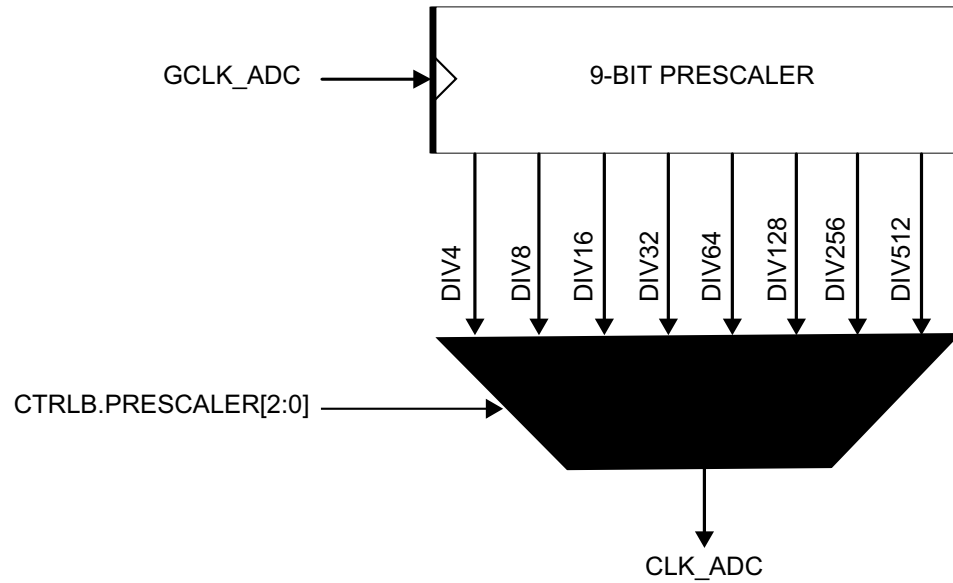 GCLK_ADC
9-BIT PRESCALER
DIV4
DIV8
DIV16
DIV32
DIV64
DIV128
DIV256
DIV512
CTRLB.PRESCALER[2:0]
CLK_ADC